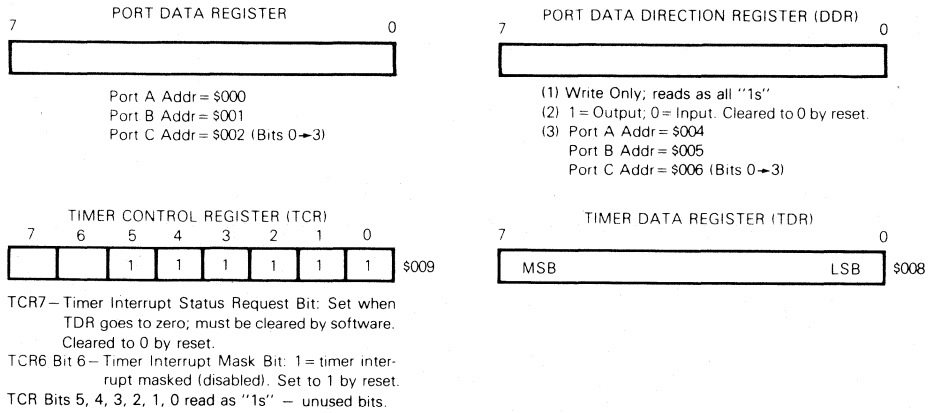 PORT DATA REGISTER
7 0
Port A Addr = $000
Port B Addr = $001
Port C Addr = $002 (Bits 0→3)
PORT DATA DIRECTION REGISTER (DDR)
7 0
(1) Write Only; reads as all "1s"
(2) 1 = Output; 0 = Input. Cleared to 0 by reset.
(3) Port A Addr = $004
Port B Addr = $005
Port C Addr = $006 (Bits 0→3)
TIMER CONTROL REGISTER (TCR)
7 6 5 4 3 2 1 0
1 1 1 1 1 1 $009
TCR7 – Timer Interrupt Status Request Bit: Set when
TDR goes to zero; must be cleared by software.
Cleared to 0 by reset.
TCR6 Bit 6 – Timer Interrupt Mask Bit: 1 = timer inter-
rupt masked (disabled). Set to 1 by reset.
TCR Bits 5, 4, 3, 2, 1, 0 read as "1s" – unused bits.
TIMER DATA REGISTER (TDR)
7 0
MSB LSB $008